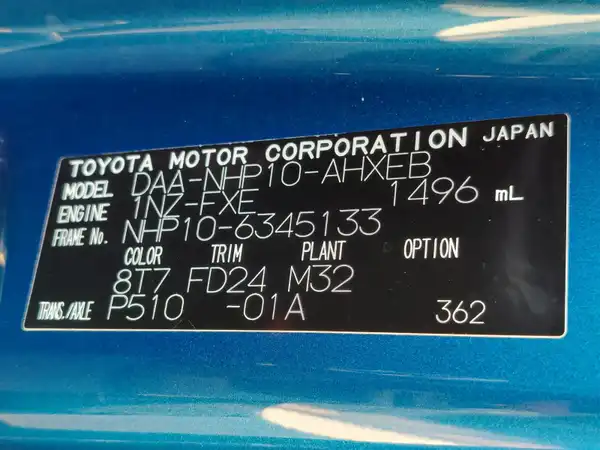 TOYOTA MOTOR CORPORATION JAPAN
MODEL DAA-NHP10-AHXEB
ENGINE 1NZ-FXE 1496 mL
FRAME No. NHP10-6345133
COLOR TRIM PLANT OPTION
8T7 FD24 M32
TRANS./AXLE P510 -01A 362